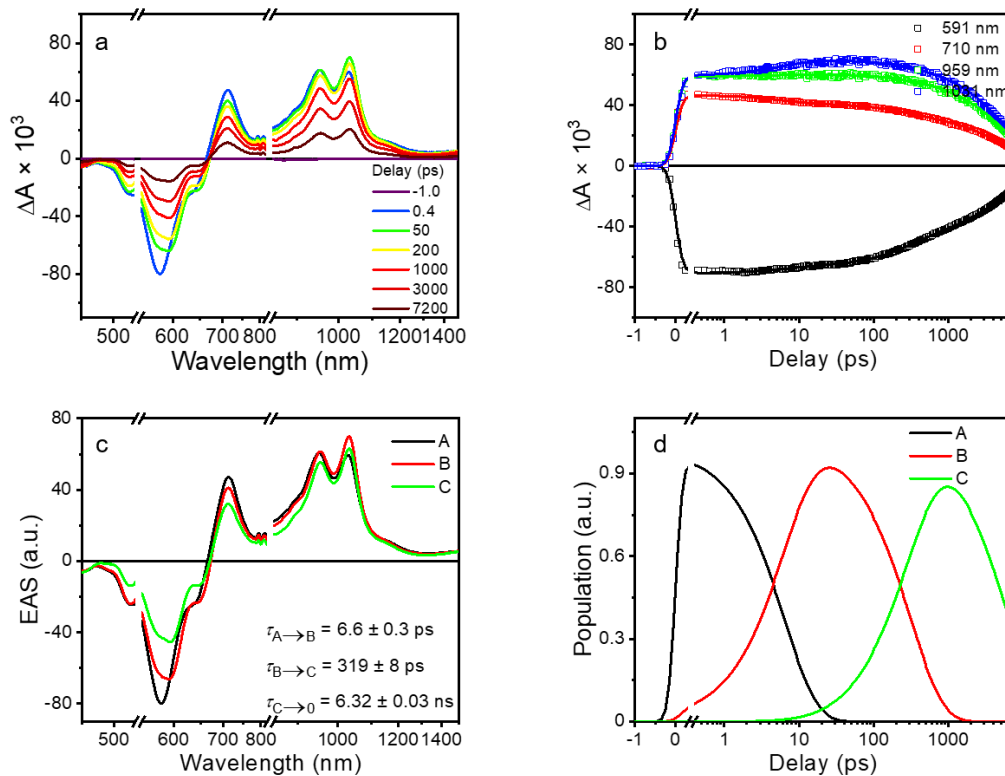 a
80
40
0
-40
-80
ΔA × 10³
Delay (ps)
-1.0
0.4
50
200
1000
3000
7200
500 600 700 800 1000 1200 1400
Wavelength (nm)
b
591 nm
710 nm
959 nm
80
40
0
-40
-80
ΔA × 10³
-1 0 1 10 100 1000
Delay (ps)
c
A
B
C
80
40
0
-40
-80
EAS (a.u.)
τA→B = 6.6 ± 0.3 ps
τB→C = 319 ± 8 ps
τC→0 = 6.32 ± 0.03 ns
500 600 700 800 1000 1200 1400
Wavelength (nm)
d
A
B
C
0.9
0.6
0.3
0
Population (a.u.)
-1 0 1 10 100 1000
Delay (ps)